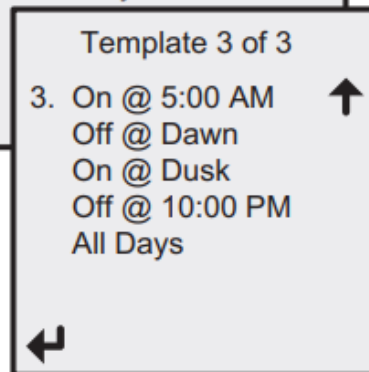 Template 3 of 3
3. On @ 5:00 AM
Off @ Dawn
On @ Dusk
Off @ 10:00 PM
All Days